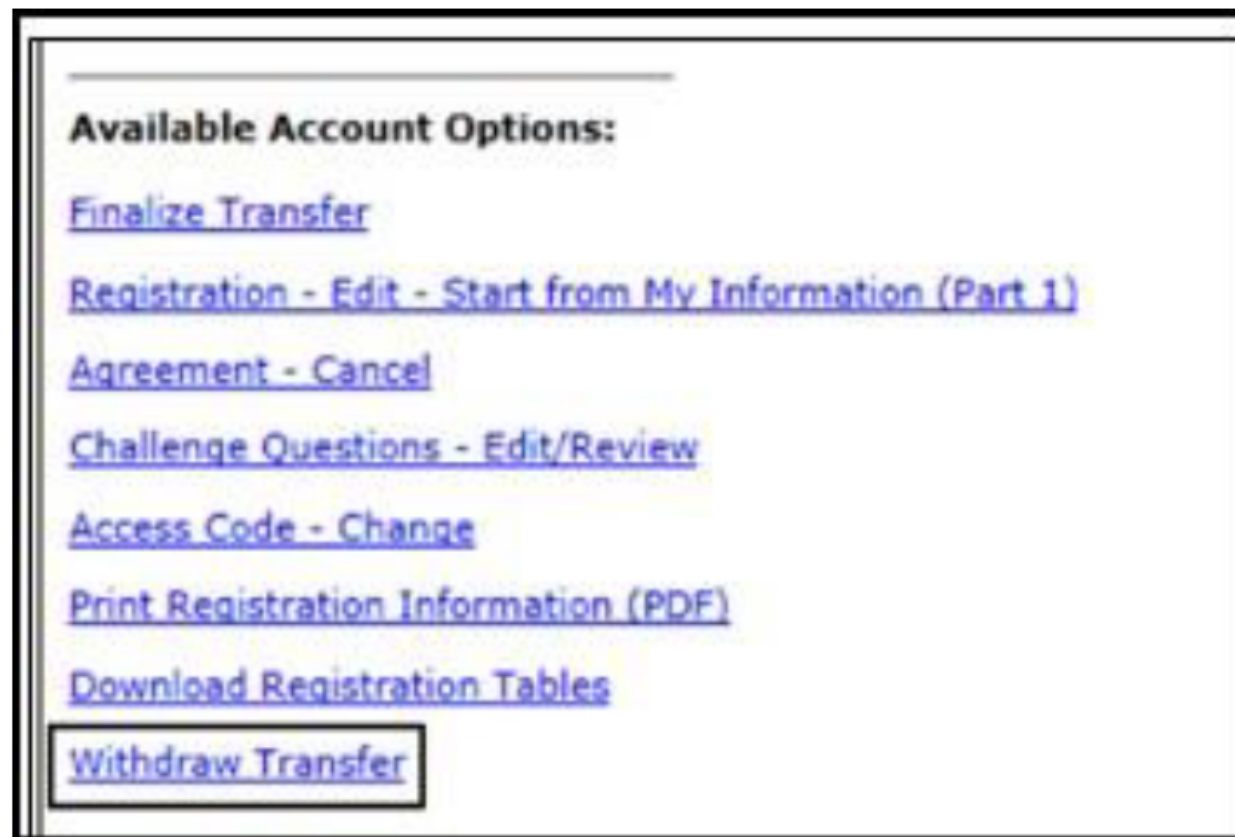 Available Account Options:
Finalize Transfer
Registration - Edit - Start from My Information (Part 1)
Agreement - Cancel
Challenge Questions - Edit/Review
Access Code - Change
Print Registration Information (PDF)
Download Registration Tables
Withdraw Transfer